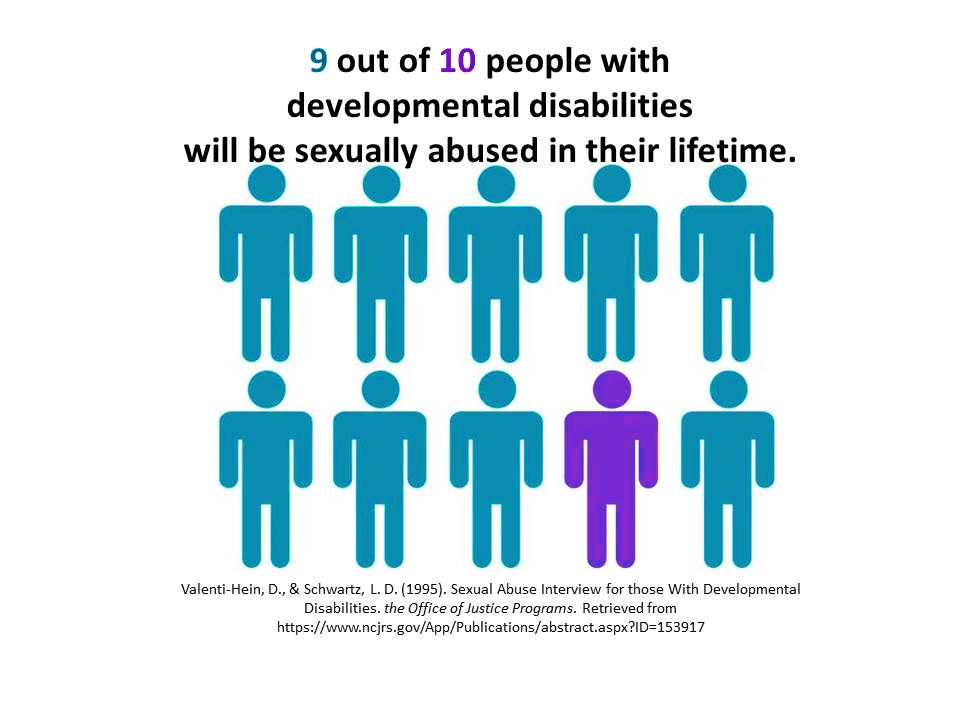 9 out of 10 people with
developmental disabilities
will be sexually abused in their lifetime.
Valenti-Hein, D., & Schwartz, L. D. (1995). Sexual Abuse Interview for those With Developmental
Disabilities. the Office of Justice Programs. Retrieved from
https://www.ncjrs.gov/App/Publications/abstract.aspx?ID=153917